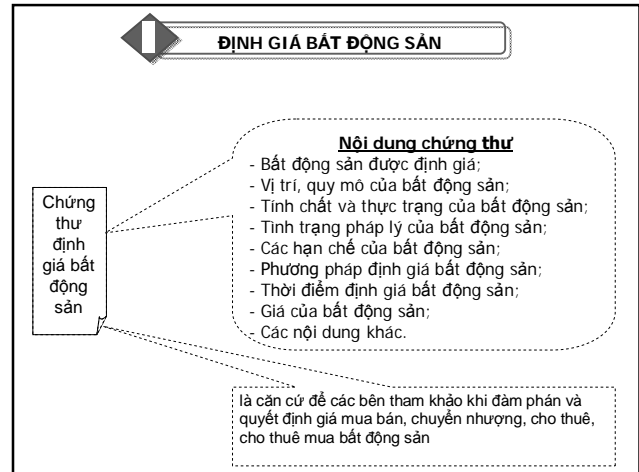 ĐỊNH GIÁ BẤT ĐỘNG SẢN
Chứng
thư
định
giá bất
động
sản
Nội dung chứng thư
- Bất động sản được định giá;
- Vị trí, quy mô của bất động sản;
- Tính chất và thực trạng của bất động sản;
- Tình trạng pháp lý của bất động sản;
- Các hạn chế của bất động sản;
- Phương pháp định giá bất động sản;
- Thời điểm định giá bất động sản;
- Giá của bất động sản;
- Các nội dung khác.
là căn cứ để các bên tham khảo khi đàm phán và
quyết định giá mua bán, chuyển nhượng, cho thuê,
cho thuê mua bất động sản